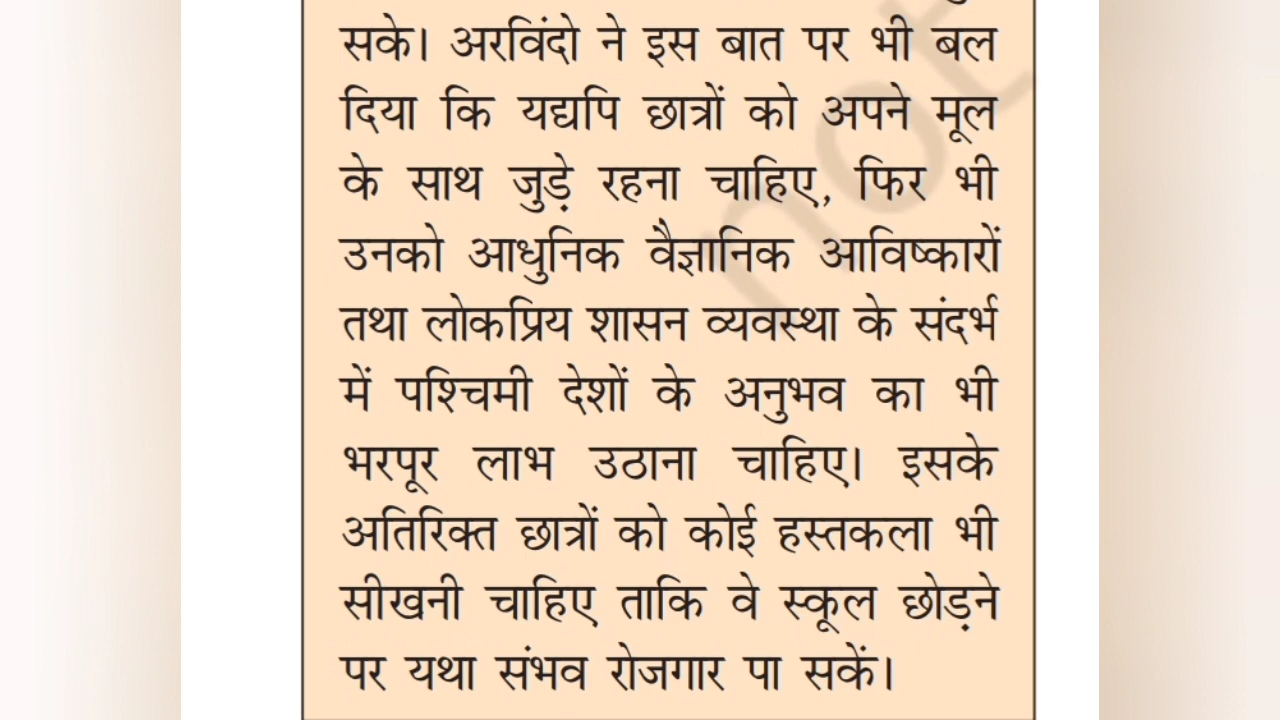 सके। अरविंदो ने इस बात पर भी बल
दिया कि यद्यपि छात्रों को अपने मूल
के साथ जुड़े रहना चाहिए, फिर भी
उनको आधुनिक वैज्ञानिक आविष्कारों
तथा लोकप्रिय शासन व्यवस्था के संदर्भ
में पश्चिमी देशों के अनुभव का भी
भरपूर लाभ उठाना चाहिए। इसके
अतिरिक्त छात्रों को कोई हस्तकला भी
सीखनी चाहिए ताकि वे स्कूल छोड़ने
पर यथा संभव रोजगार पा सकें।
not